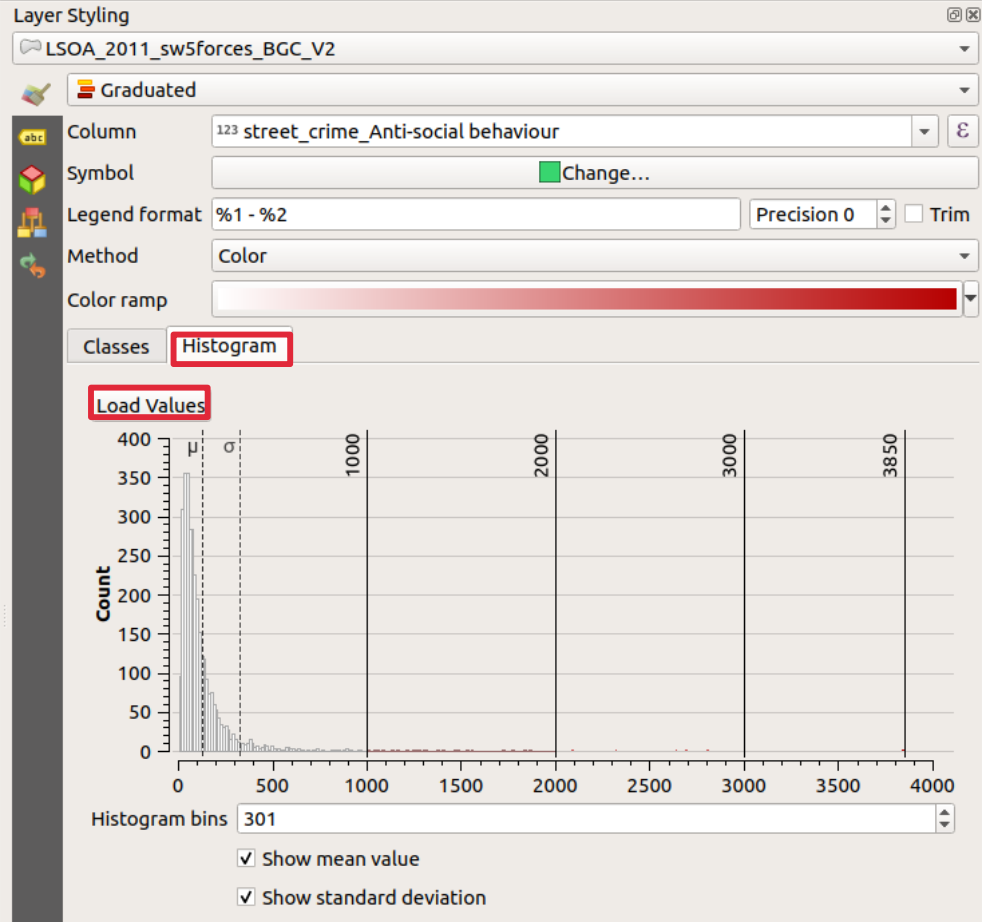 Layer Styling
LSOA_2011_sw5forces_BGC_V2
Graduated
abc
Column 123 street_crime_Anti-social behaviour ε
Symbol Change...
Legend format %1 - %2 Precision 0 Trim
Method Color
Color ramp
Classes Histogram
Load Values
400 μ σ 1000 2000 3000 3850
350
300
250
200
150
100
50
0
Count
0 500 1000 1500 2000 2500 3000 3500 4000
Histogram bins 301
Show mean value
Show standard deviation